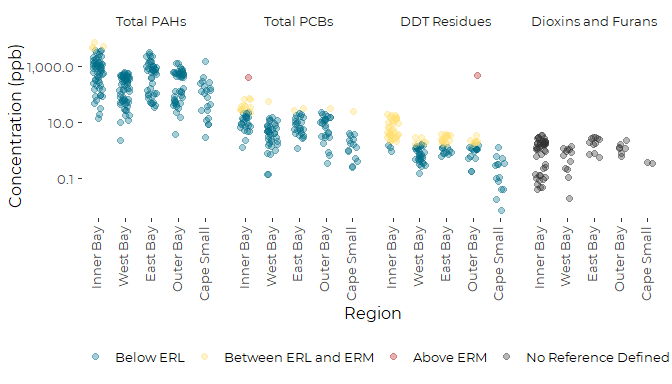 Total PAHs Total PCBs DDT Residues Dioxins and Furans
Concentration (ppb)
1,000.0
10.0
0.1
Inner Bay West Bay East Bay Outer Bay Cape Small Inner Bay West Bay East Bay Outer Bay Cape Small Inner Bay West Bay East Bay Outer Bay Cape Small Inner Bay West Bay East Bay Outer Bay Cape Small
Region
Below ERL Between ERL and ERM Above ERM No Reference Defined